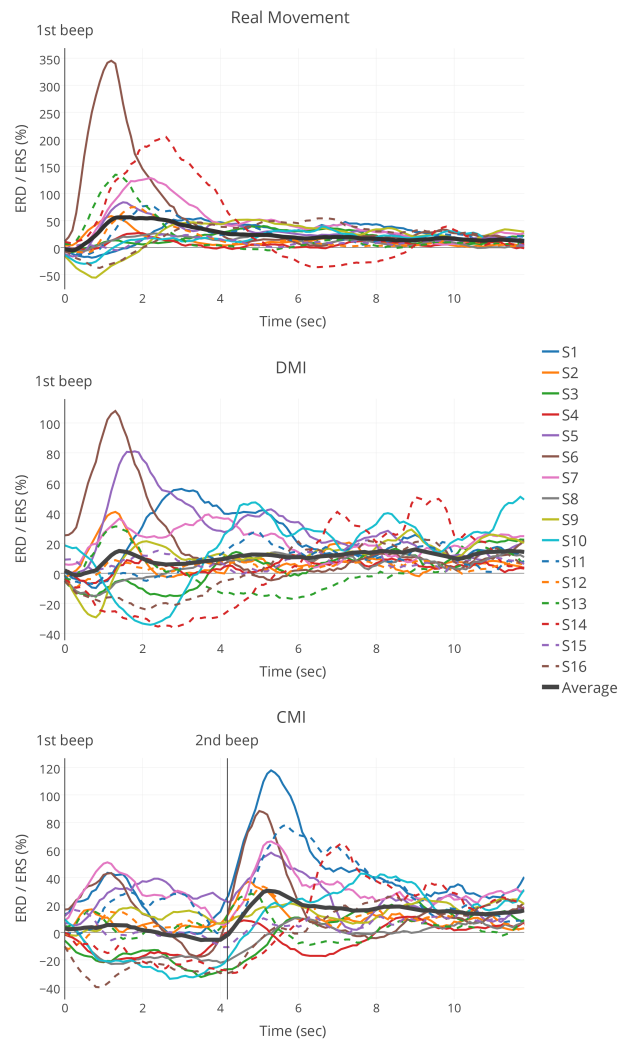 Real Movement
1st beep
350
300
250
200
150
100
50
0
−50
ERD / ERS (%)
0 2 4 6 8 10
Time (sec)
DMI
1st beep
100
80
60
40
20
0
−20
−40
ERD / ERS (%)
0 2 4 6 8 10
Time (sec)
S1
S2
S3
S4
S5
S6
S7
S8
S9
S10
S11
S12
S13
S14
S15
S16
Average
CMI
1st beep 2nd beep
120
100
80
60
40
20
0
−20
−40
ERD / ERS (%)
0 2 4 6 8 10
Time (sec)